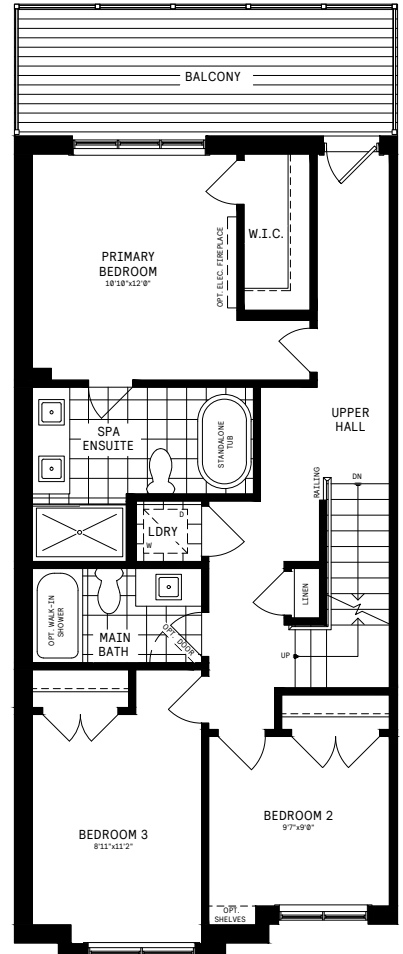 BALCONY
W.I.C.
PRIMARY
BEDROOM
10'10"x12'0"
OPT. ELEC. FIREPLACE
UPPER
HALL
SPA
ENSUITE
STANDALONE
TUB
RAILING
DN
D
LDRY
W
LINEN
OPT. WALK-IN
SHOWER
MAIN
BATH
OPT. DOOR
UP
BEDROOM 2
9'7"x9'0"
BEDROOM 3
8'11"x11'2"
OPT.
SHELVES